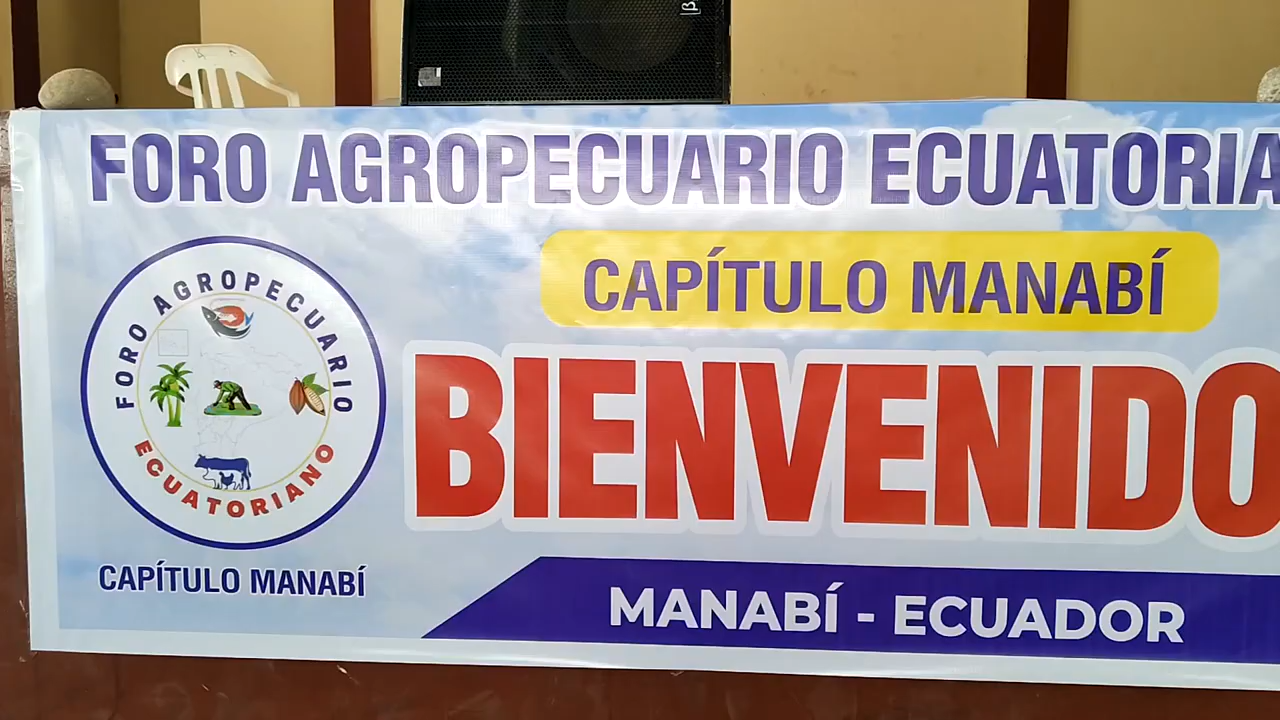 FORO AGROPECUARIO ECUATORIA
CAPÍTULO MANABÍ
BIENVENIDO
MANABÍ - ECUADOR
FORO AGROPECUARIO
ECUATORIANO
CAPÍTULO MANABÍ